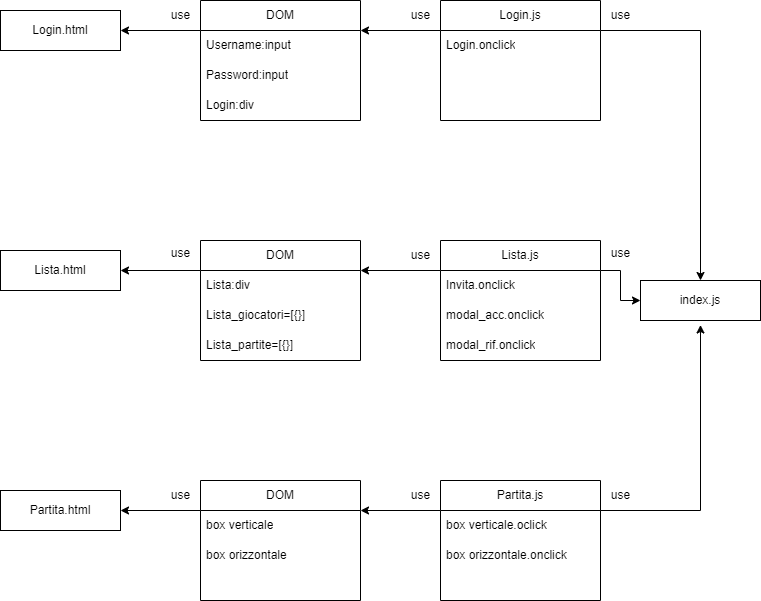 use
DOM
use
Login.js
use
Login.html
Username:input
Login.onclick
Password:input
Login:div
use
DOM
use
Lista.js
use
Lista.html
Lista:div
Invita.onclick
index.js
Lista_giocatori=[{}]
modal_acc.onclick
Lista_partite=[{}]
modal_rif.onclick
use
DOM
use
Partita.js
use
Partita.html
box verticale
box verticale.oclick
box orizzontale
box orizzontale.onclick